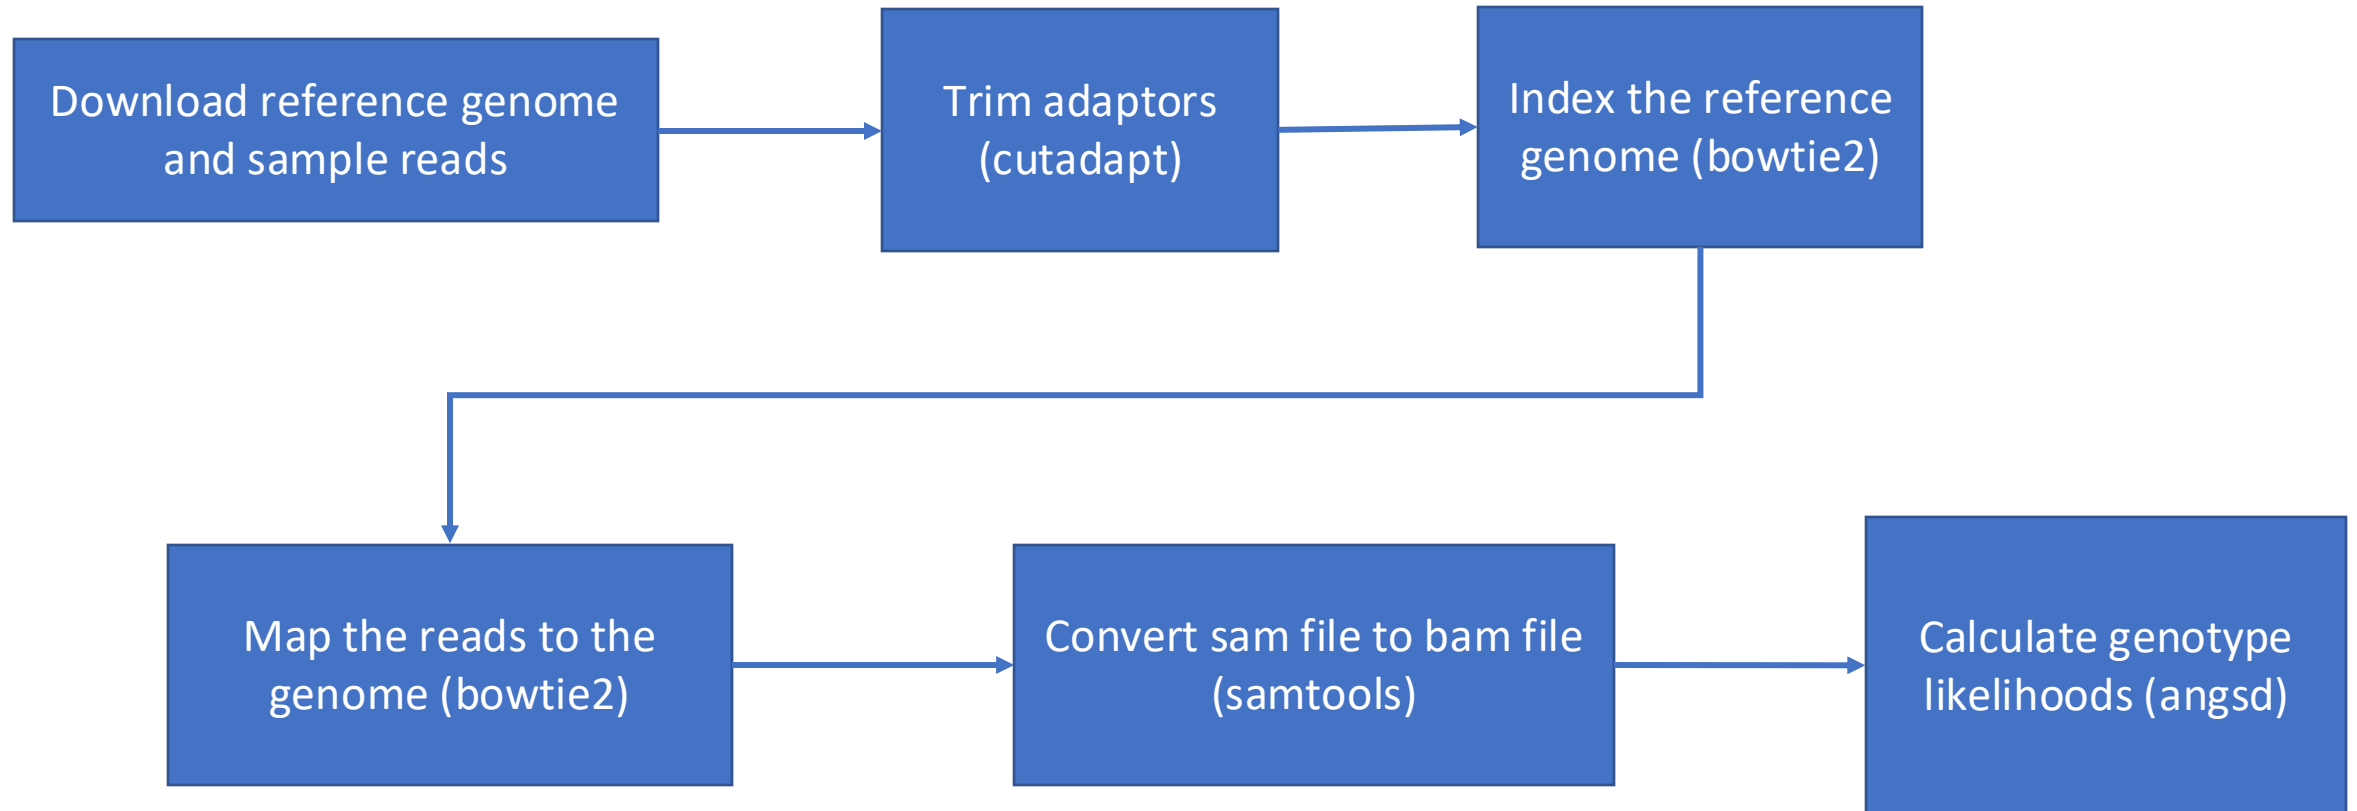 Download reference genome
and sample reads
Trim adaptors
(cutadapt)
Index the reference
genome (bowtie2)
Map the reads to the
genome (bowtie2)
Convert sam file to bam file
(samtools)
Calculate genotype
likelihoods (angsd)